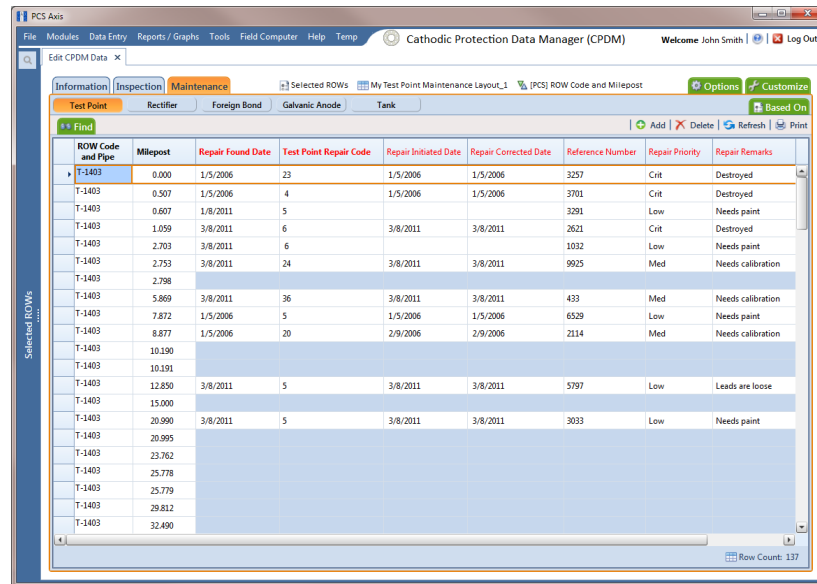 PCS Axis
File Modules Data Entry Reports / Graphs Tools Field Computer Help Temp Cathodic Protection Data Manager (CPDM) Welcome John Smith | | Log Out
Edit CPDM Data X
Information Inspection Maintenance Selected ROWs My Test Point Maintenance Layout_1 [PCS] ROW Code and Milepost Options Customize
Test Point Rectifier Foreign Bond Galvanic Anode Tank Based On
Find | Add | Delete | Refresh | Print
ROW Code and Pipe Milepost Repair Found Date Test Point Repair Code Repair Initiated Date Repair Corrected Date Reference Number Repair Priority Repair Remarks
T-1403 0.000 1/5/2006 23 1/5/2006 1/5/2006 3257 Crit Destroyed
T-1403 0.507 1/5/2006 4 1/5/2006 1/5/2006 3701 Crit Destroyed
T-1403 0.607 1/8/2011 5 3291 Low Needs paint
T-1403 1.059 3/8/2011 6 3/8/2011 3/8/2011 2621 Crit Destroyed
T-1403 2.703 3/8/2011 6 1032 Low Needs paint
T-1403 2.753 3/8/2011 24 3/8/2011 3/8/2011 9925 Med Needs calibration
T-1403 2.798
T-1403 5.869 3/8/2011 36 3/8/2011 3/8/2011 433 Med Needs calibration
T-1403 7.872 1/5/2006 5 1/5/2006 1/5/2006 6529 Low Needs paint
T-1403 8.877 1/5/2006 20 2/9/2006 2/9/2006 2114 Med Needs calibration
T-1403 10.190
T-1403 10.191
T-1403 12.850 3/8/2011 5 3/8/2011 3/8/2011 5797 Low Leads are loose
T-1403 15.000
T-1403 20.990 3/8/2011 5 3/8/2011 3/8/2011 3033 Low Needs paint
T-1403 20.995
T-1403 23.762
T-1403 25.778
T-1403 25.779
T-1403 29.812
T-1403 32.490
Row Count: 137
Selected ROWs